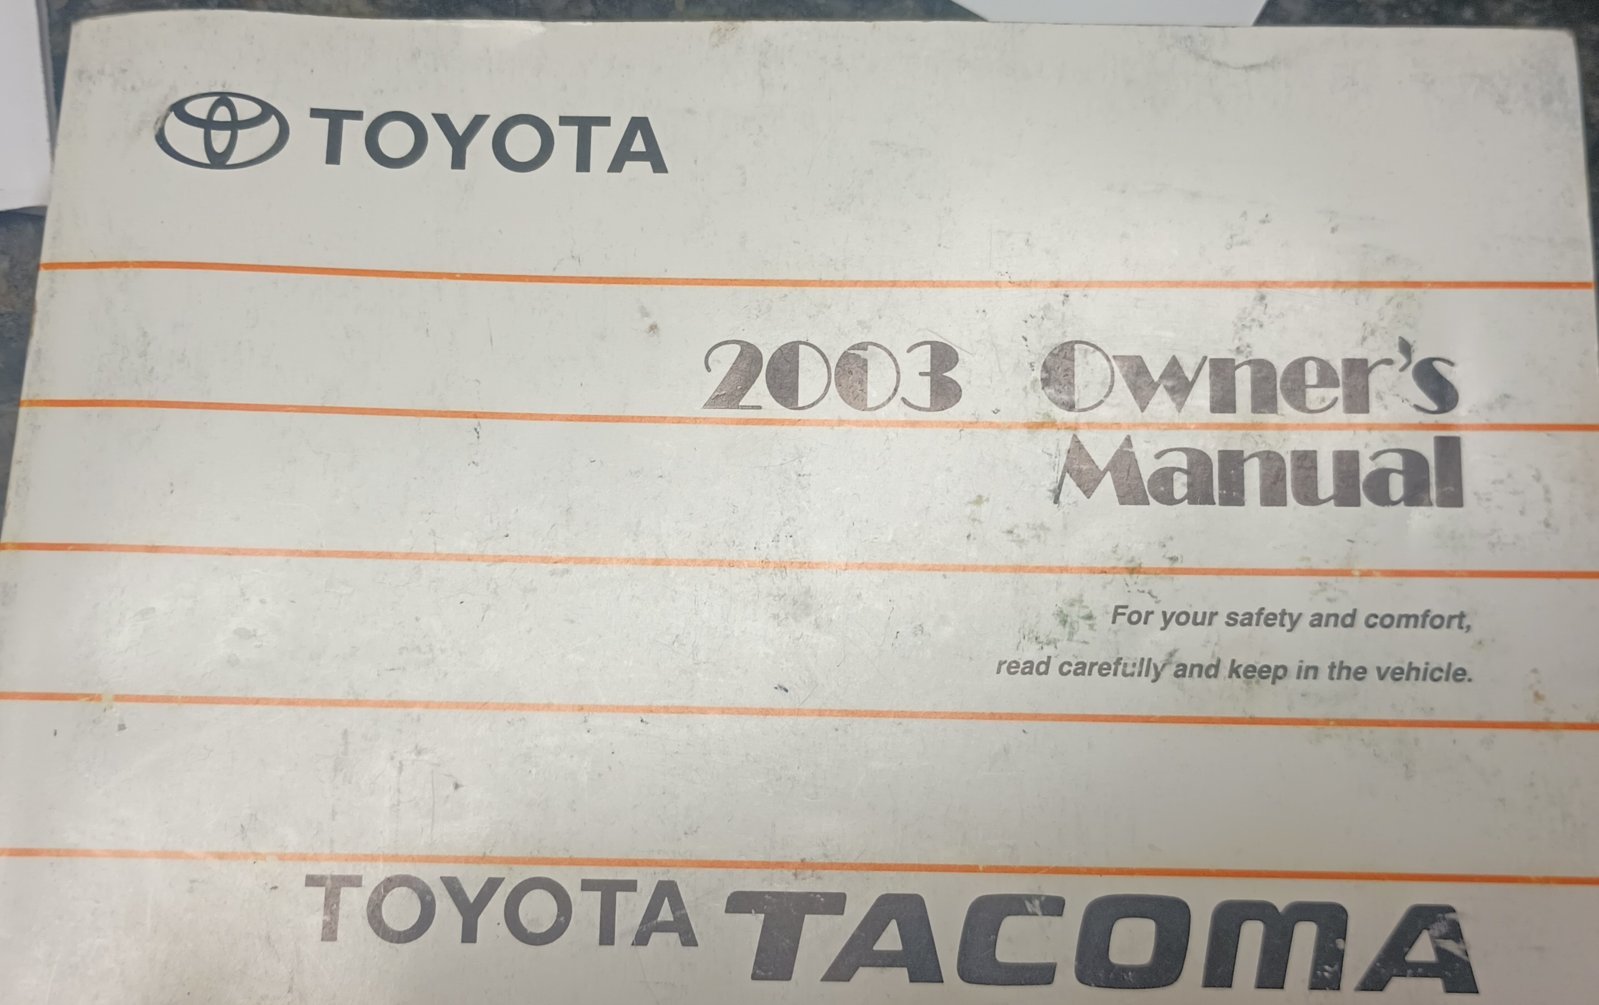 TOYOTA
2003 Owner's
Manual
For your safety and comfort,
read carefully and keep in the vehicle.
TOYOTA TACOMA